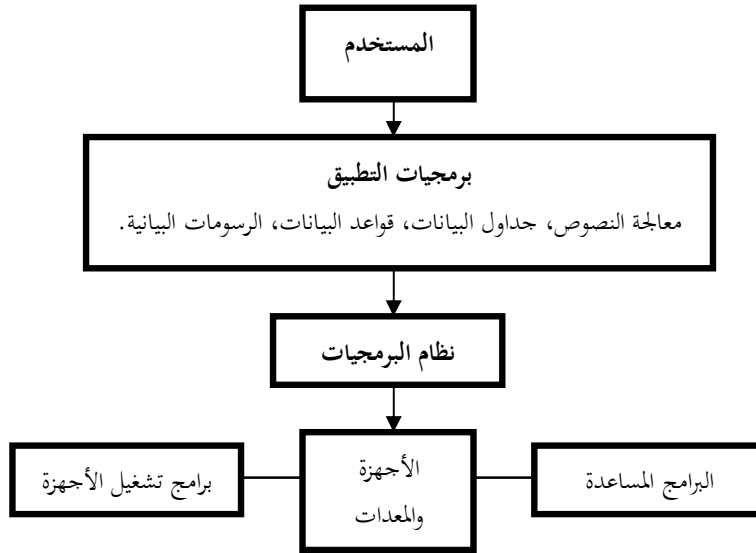 المستخدم
برمجيات التطبيق
معالجة النصوص، جداول البيانات، قواعد البيانات، الرسومات البيانية.
نظام البرمجيات
الأجهزة
والمعدات
البرامج المساعدة
برامج تشغيل الأجهزة